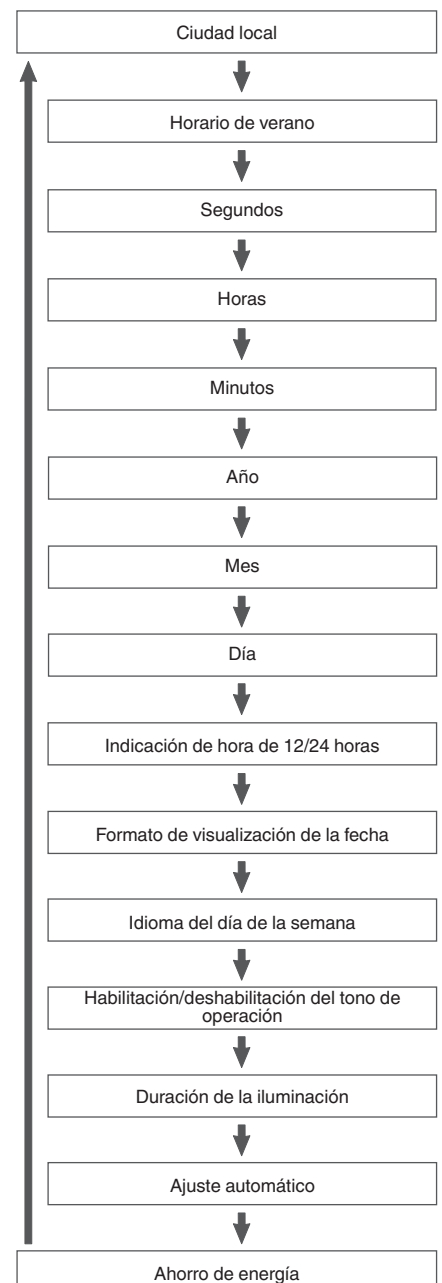 Ciudad local
Horario de verano
Segundos
Horas
Minutos
Año
Mes
Día
Indicación de hora de 12/24 horas
Formato de visualización de la fecha
Idioma del día de la semana
Habilitación/deshabilitación del tono de
operación
Duración de la iluminación
Ajuste automático
Ahorro de energía